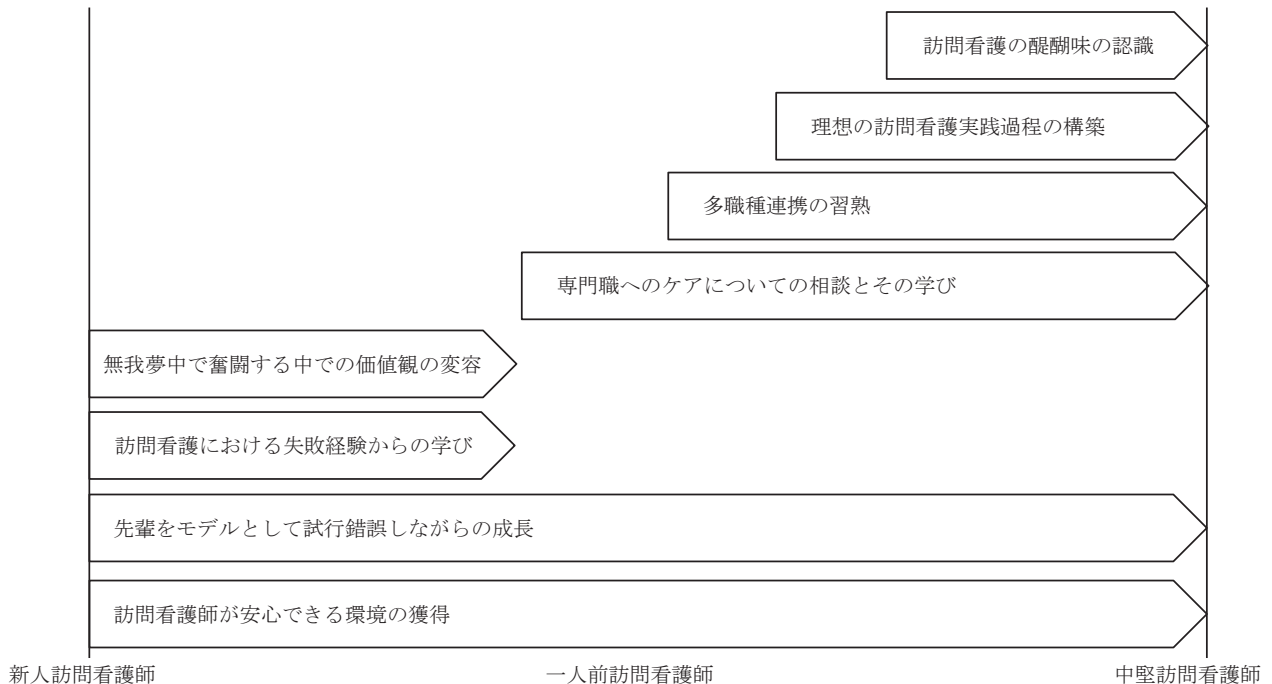 訪問看護の醍醐味の認識
理想の訪問看護実践過程の構築
多職種連携の習熟
専門職へのケアについての相談とその学び
無我夢中で奮闘する中での価値観の変容
訪問看護における失敗経験からの学び
先輩をモデルとして試行錯誤しながらの成長
訪問看護師が安心できる環境の獲得
新人訪問看護師
一人前訪問看護師
中堅訪問看護師